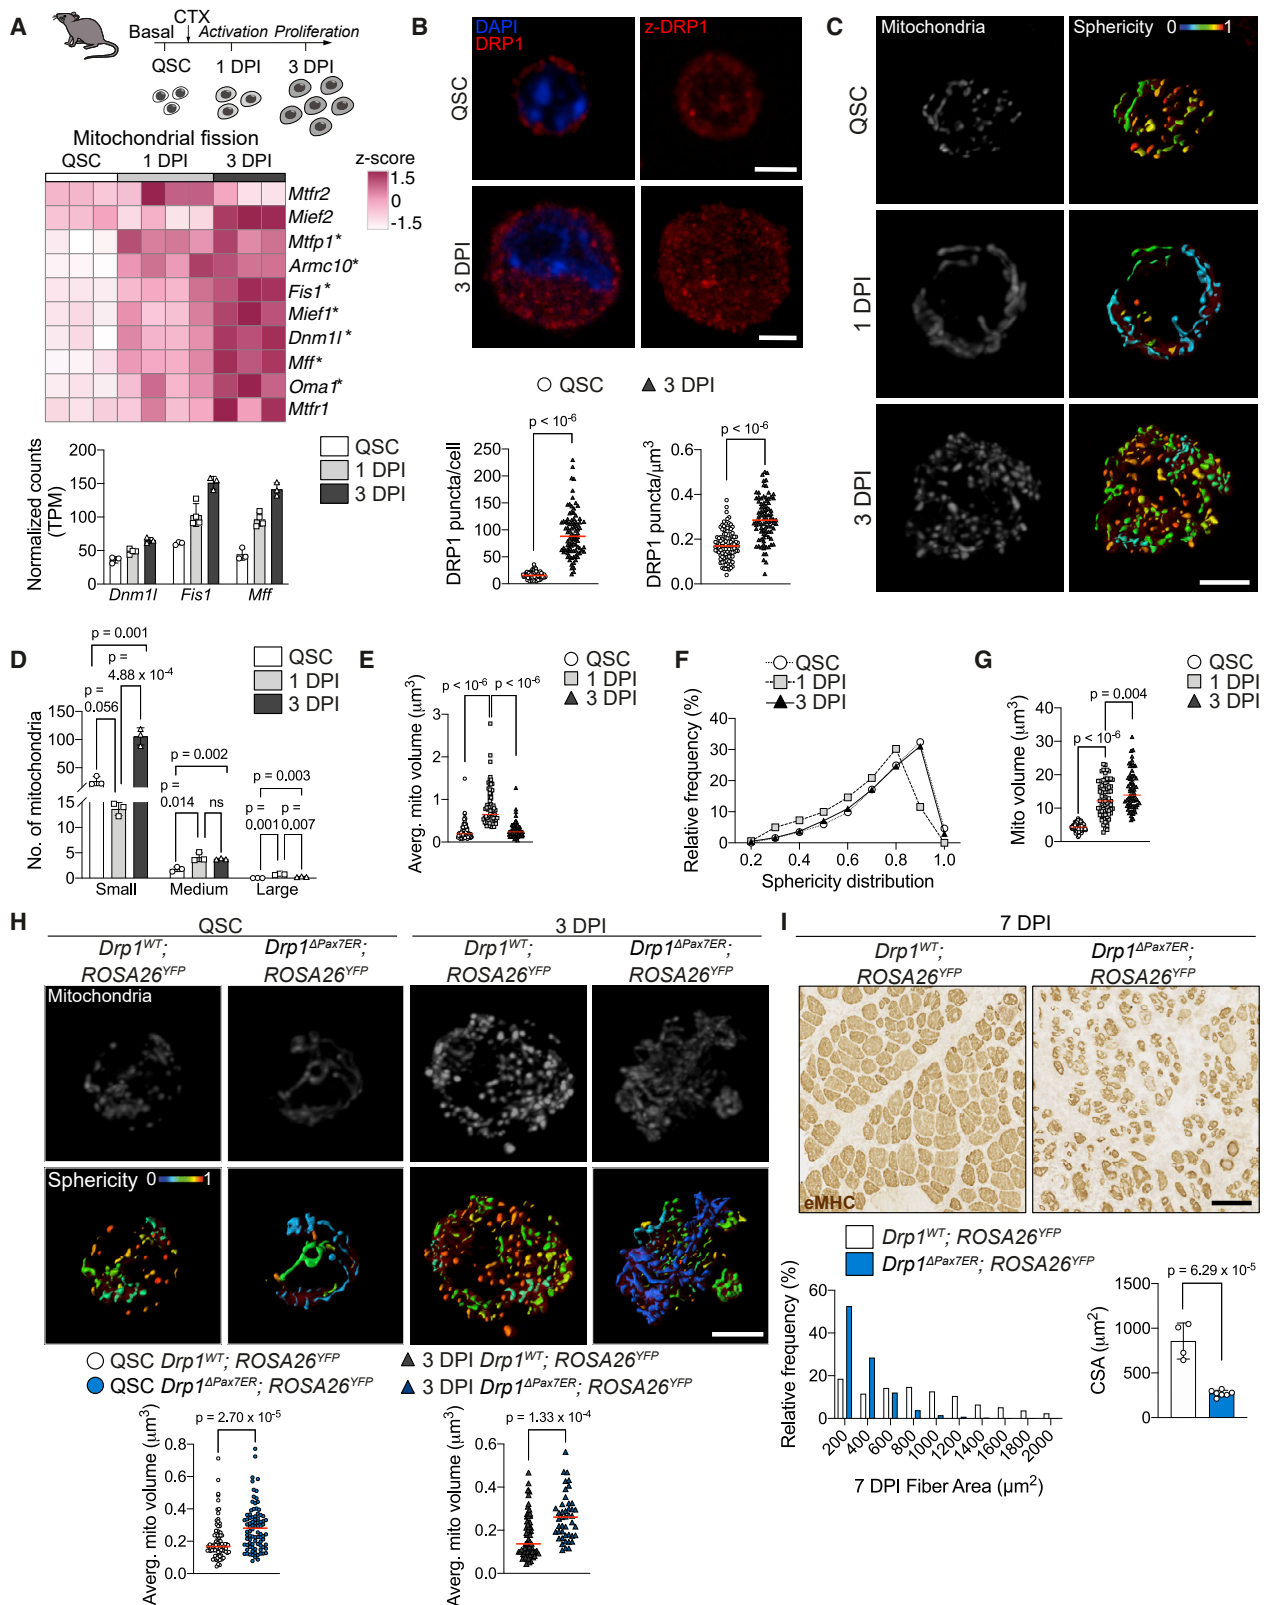 A
CTX
Basal
Activation
Proliferation
QSC
1 DPI
3 DPI
Mitochondrial fission
QSC
1 DPI
3 DPI
z-score
1.5
0
-1.5
Mtfr2
Mief2
Mtfp1*
Armc10*
Fis1*
Mief1*
Dnm1l*
Mff*
Oma1*
Mtfr1
Normalized counts
(TPM)
200
150
100
50
0
Dnm1l
Fis1
Mff
QSC
1 DPI
3 DPI
B
DAPI
DRP1
z-DRP1
QSC
3 DPI
QSC
3 DPI
p < 10-6
DRP1 puncta/cell
250
200
150
100
50
0
p < 10-6
DRP1 puncta/µm3
0.6
0.4
0.2
0.0
C
Mitochondria
Sphericity 0 1
QSC
1 DPI
3 DPI
D
p = 0.001
p =
4.88 x 10-4
p =
0.056
QSC
1 DPI
3 DPI
p = 0.002
p =
0.014
ns
p = 0.003
p =
0.001
p =
0.007
No. of mitochondria
150
100
50
15
10
5
0
Small
Medium
Large
E
QSC
1 DPI
3 DPI
p < 10-6
p < 10-6
Averg. mito volume (µm3)
3
2
1
0
F
QSC
1 DPI
3 DPI
Relative frequency (%)
40
30
20
10
0
0.2
0.4
0.6
0.8
1.0
Sphericity distribution
G
QSC
1 DPI
3 DPI
p = 0.004
p < 10-6
Mito volume (µm3)
40
30
20
10
0
H
QSC
3 DPI
Drp1WT;
ROSA26YFP
Drp1ΔPax7ER;
ROSA26YFP
Drp1WT;
ROSA26YFP
Drp1ΔPax7ER;
ROSA26YFP
Mitochondria
Sphericity 0 1
QSC Drp1WT; ROSA26YFP
QSC Drp1ΔPax7ER; ROSA26YFP
3 DPI Drp1WT; ROSA26YFP
3 DPI Drp1ΔPax7ER; ROSA26YFP
p = 2.70 x 10-5
Averg. mito volume (µm3)
0.8
0.6
0.4
0.2
0.0
p = 1.33 x 10-4
Averg. mito volume (µm3)
0.6
0.4
0.2
0.0
I
7 DPI
Drp1WT;
ROSA26YFP
Drp1ΔPax7ER;
ROSA26YFP
eMHC
Drp1WT; ROSA26YFP
Drp1ΔPax7ER; ROSA26YFP
Relative frequency (%)
60
40
20
0
200
400
600
800
1000
1200
1400
1600
1800
2000
7 DPI Fiber Area (µm2)
p = 6.29 x 10-5
CSA (µm2)
1500
1000
500
0